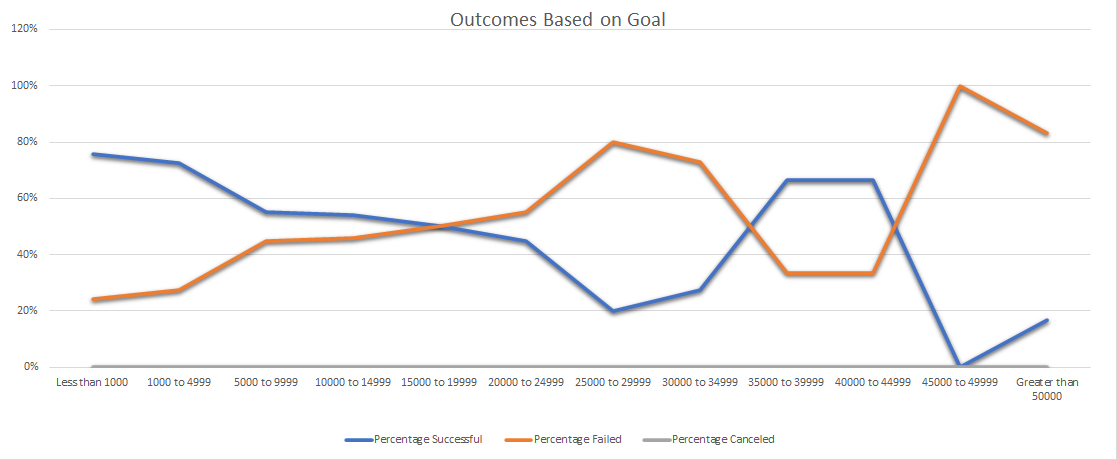 Outcomes Based on Goal
120%
100%
80%
60%
40%
20%
0%
Less than 1000
1000 to 4999
5000 to 9999
10000 to 14999
15000 to 19999
20000 to 24999
25000 to 29999
30000 to 34999
35000 to 39999
40000 to 44999
45000 to 49999
Greater than
50000
Percentage Successful
Percentage Failed
Percentage Canceled